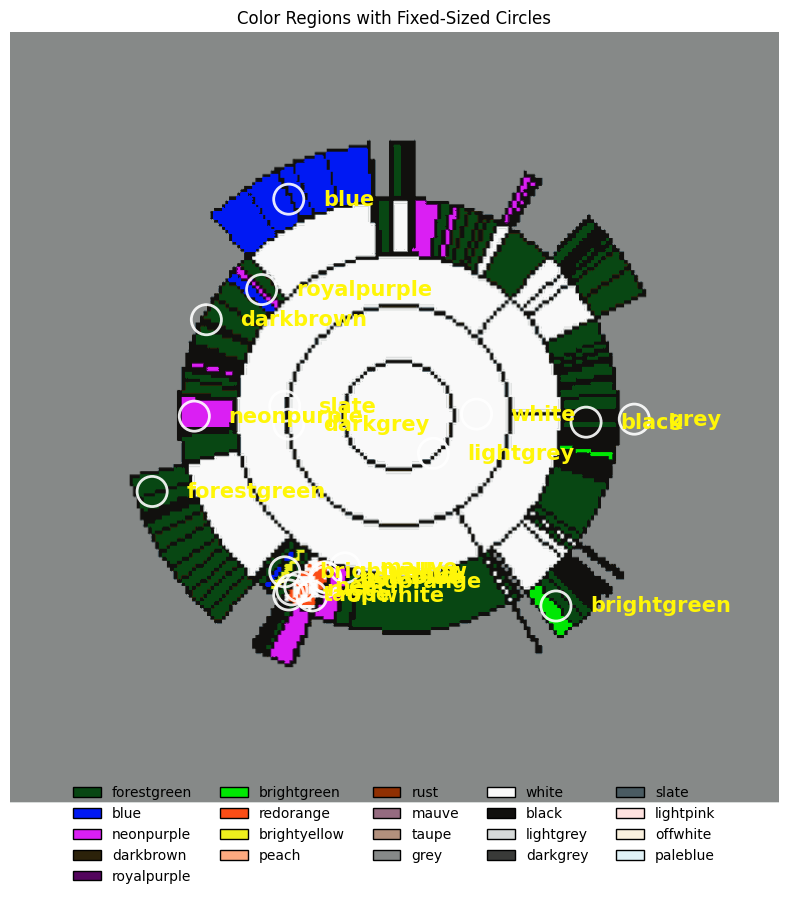 Color Regions with Fixed-Sized Circles
blue
royalpurple
darkbrown
slate
neonpurple
darkgrey
white
black
grey
lightgrey
forestgreen
mauve
offwhite
brightgreen
forestgreen
blue
neonpurple
darkbrown
royalpurple
brightgreen
redorange
brightyellow
peach
rust
mauve
taupe
grey
white
black
lightgrey
darkgrey
slate
lightpink
offwhite
paleblue